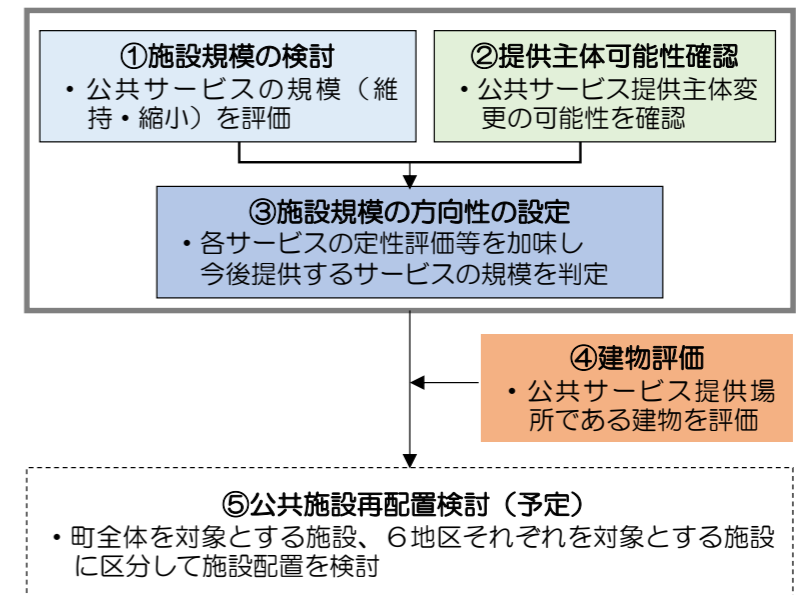 ①施設規模の検討
・公共サービスの規模（維
持・縮小）を評価
②提供主体可能性確認
・公共サービス提供主体変
更の可能性を確認
③施設規模の方向性の設定
・各サービスの定性評価等を加味し
今後提供するサービスの規模を判定
④建物評価
・公共サービス提供場
所である建物を評価
⑤公共施設再配置検討（予定）
・町全体を対象とする施設、６地区それぞれを対象とする施設
に区分して施設配置を検討